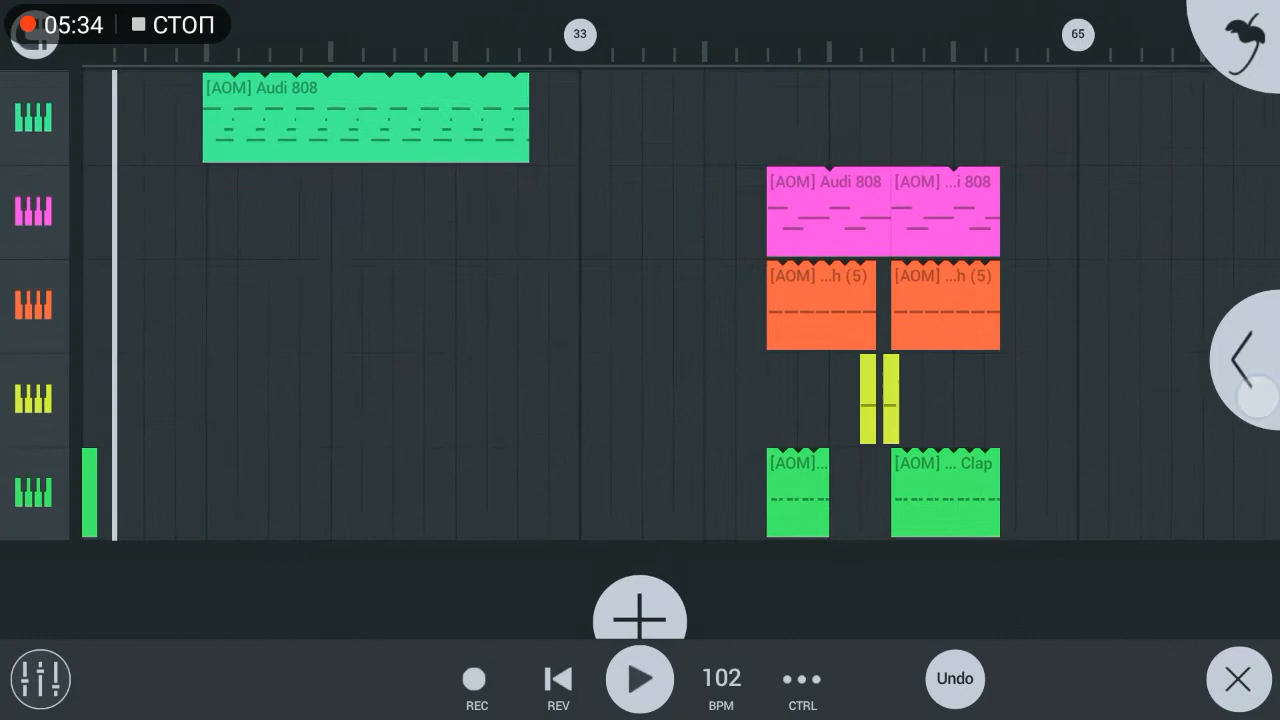 05:34 СТОП
33
65
[AOM] Audi 808
[AOM] Audi 808
[AOM] ...i 808
[AOM] ...h (5)
[AOM] ...h (5)
[AOM]...
[AOM] ... Clap
102
Undo
REC
REV
BPM
CTRL